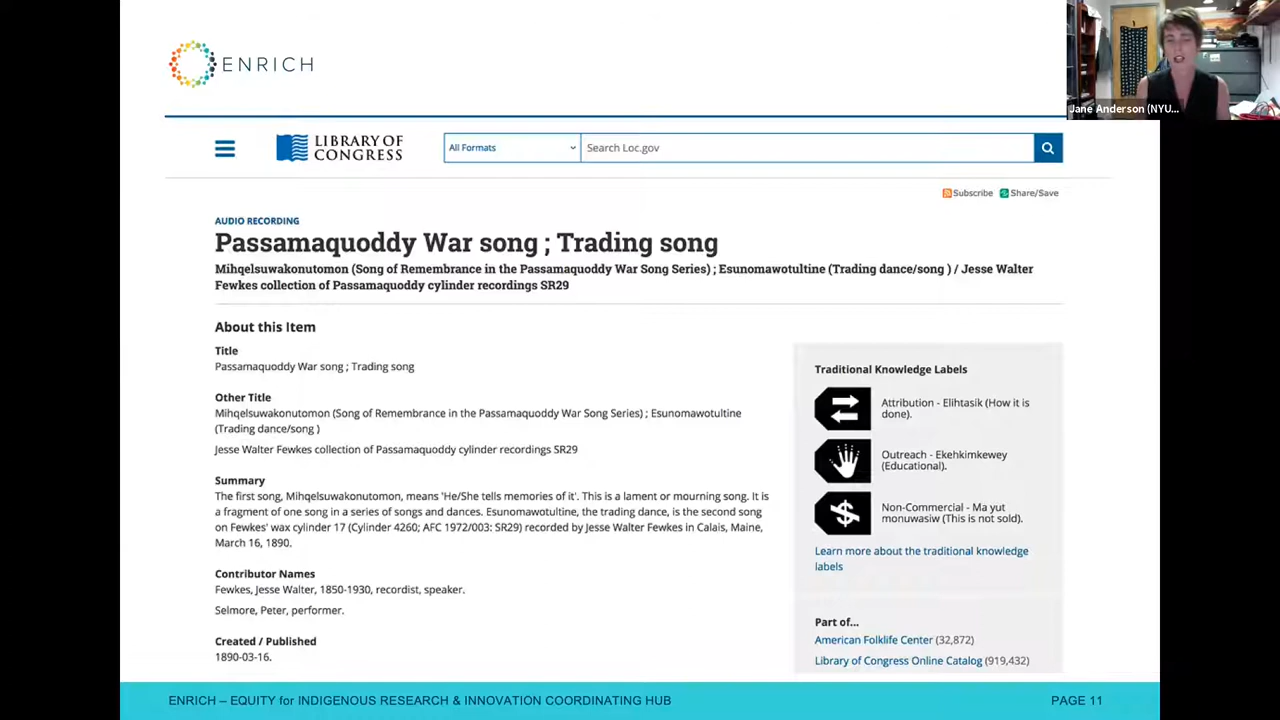 ENRICH
Jane Anderson (NYU...
LIBRARY OF
CONGRESS
All Formats
Search Loc.gov
Subscribe
Share/Save
AUDIO RECORDING
Passamaquoddy War song ; Trading song
Mihqelsuwakonutomon (Song of Remembrance in the Passamaquoddy War Song Series) ; Esunomawotultine (Trading dance/song ) / Jesse Walter
Fewkes collection of Passamaquoddy cylinder recordings SR29
About this Item
Title
Passamaquoddy War song ; Trading song
Other Title
Mihqelsuwakonutomon (Song of Remembrance in the Passamaquoddy War Song Series) ; Esunomawotultine
(Trading dance/song )
Jesse Walter Fewkes collection of Passamaquoddy cylinder recordings SR29
Summary
The first song, Mihqelsuwakonutomon, means 'He/She tells memories of it'. This is a lament or mourning song. It is
a fragment of one song in a series of songs and dances. Esunomawotultine, the trading dance, is the second song
on Fewkes' wax cylinder 17 (Cylinder 4260; AFC 1972/003: SR29) recorded by Jesse Walter Fewkes in Calais, Maine,
March 16, 1890.
Contributor Names
Fewkes, Jesse Walter, 1850-1930, recordist, speaker.
Selmore, Peter, performer.
Created / Published
1890-03-16.
Traditional Knowledge Labels
Attribution - Elihtasik (How it is
done).
Outreach - Ekehkimkewey
(Educational).
Non-Commercial - Ma yut
monuwasiw (This is not sold).
Learn more about the traditional knowledge
labels
Part of...
American Folklife Center (32,872)
Library of Congress Online Catalog (919,432)
ENRICH – EQUITY for INDIGENOUS RESEARCH & INNOVATION COORDINATING HUB
PAGE 11